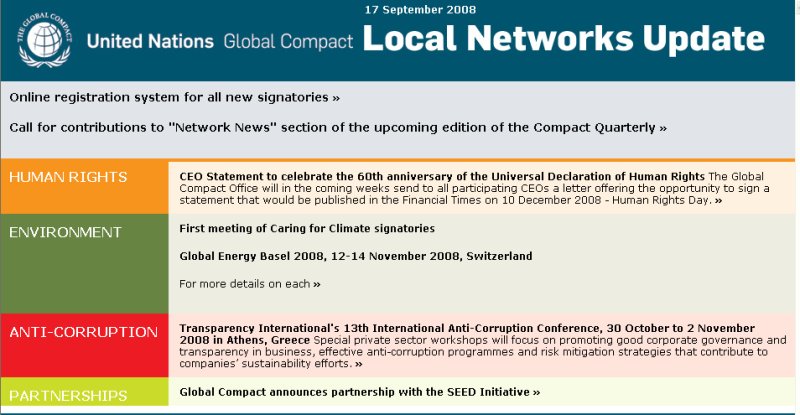 17 September 2008
THE GLOBAL COMPACT
United Nations Global Compact Local Networks Update
Online registration system for all new signatories »
Call for contributions to "Network News" section of the upcoming edition of the Compact Quarterly »
HUMAN RIGHTS
CEO Statement to celebrate the 60th anniversary of the Universal Declaration of Human Rights The Global
Compact Office will in the coming weeks send to all participating CEOs a letter offering the opportunity to sign a
statement that would be published in the Financial Times on 10 December 2008 - Human Rights Day. »
ENVIRONMENT
First meeting of Caring for Climate signatories
Global Energy Basel 2008, 12-14 November 2008, Switzerland
For more details on each »
ANTI-CORRUPTION
Transparency International's 13th International Anti-Corruption Conference, 30 October to 2 November
2008 in Athens, Greece Special private sector workshops will focus on promoting good corporate governance and
transparency in business, effective anti-corruption programmes and risk mitigation strategies that contribute to
companies' sustainability efforts. »
PARTNERSHIPS
Global Compact announces partnership with the SEED Initiative »